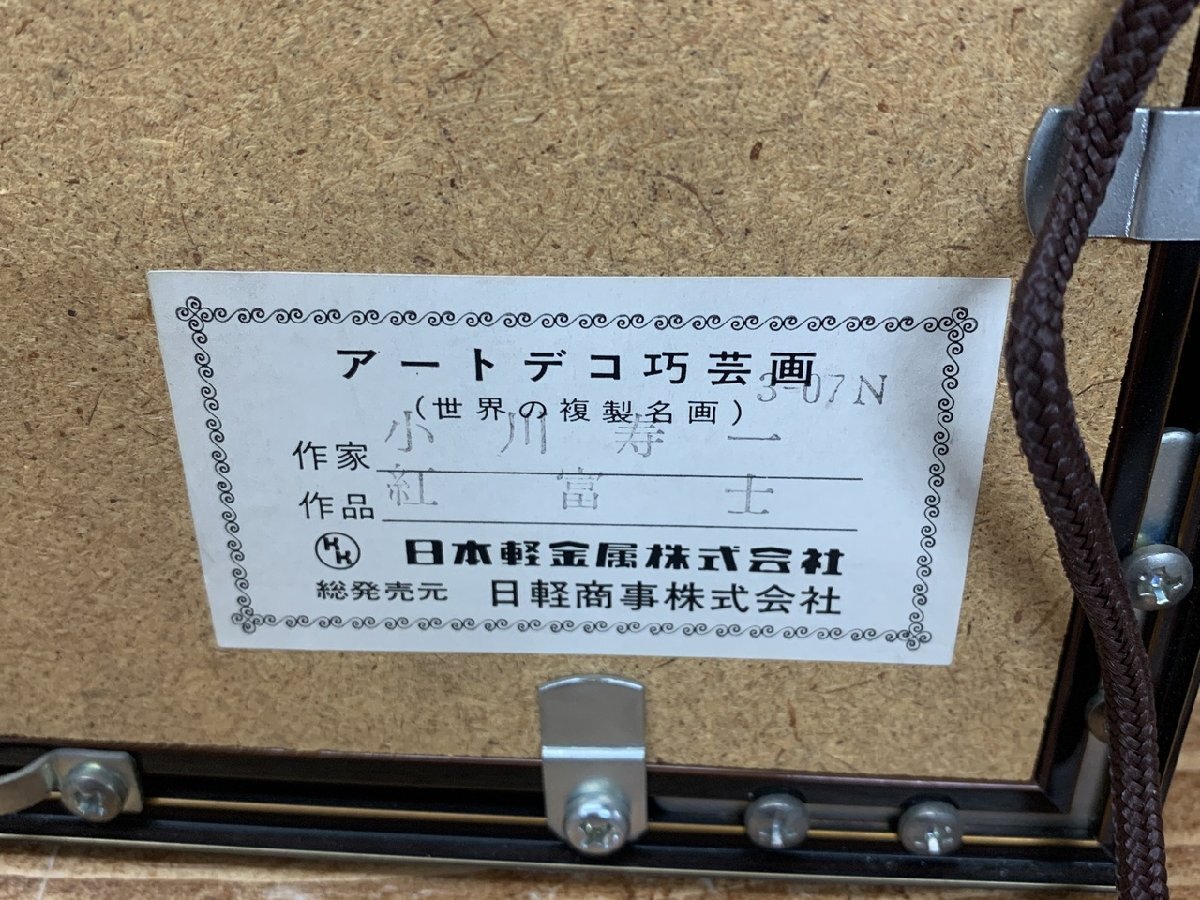 アートデコ巧芸画
3-07N
(世界の複製名画)
作家 小川寿一
作品 紅富士
KK 日本軽金属株式会社
総発売元 日軽商事株式会社